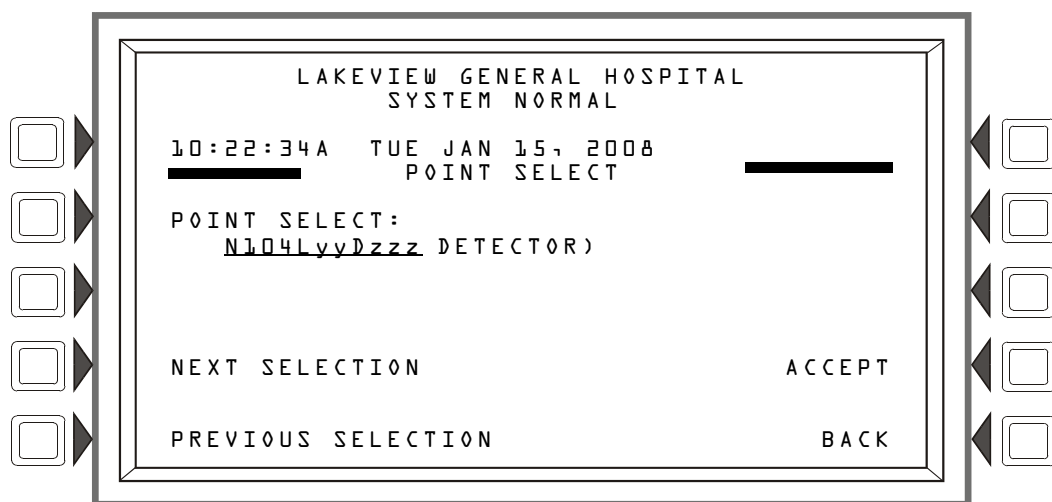 LAKEVIEW GENERAL HOSPITAL
SYSTEM NORMAL
10:22:34A TUE JAN 15, 2008
POINT SELECT
POINT SELECT:
N104LyyDzzz DETECTOR)
NEXT SELECTION ACCEPT
PREVIOUS SELECTION BACK